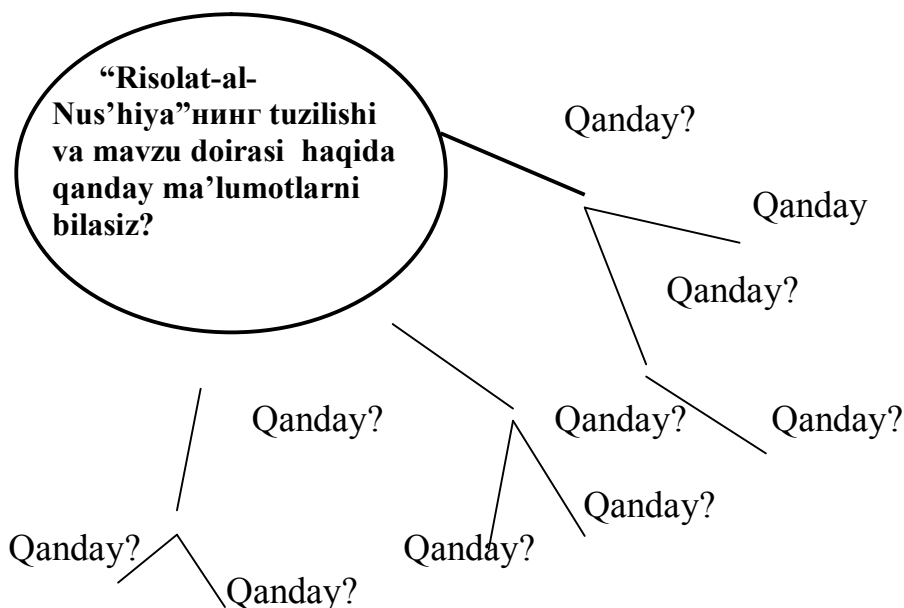 “Risolat-al-
Nus’hiya”нинг tuzilishi
va mavzu doirasi haqida
qanday ma’lumotlarni
bilasiz?
Qanday?
Qanday
Qanday?
Qanday?
Qanday?
Qanday?
Qanday?
Qanday?
Qanday?
Qanday?